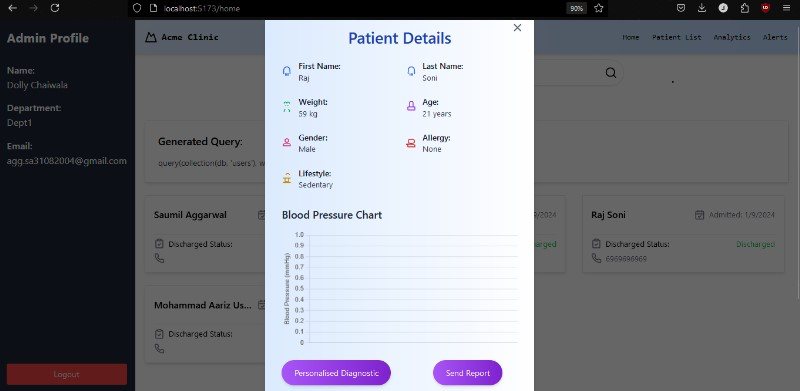 localhost:5173/home
90%
Admin Profile
Name:
Dolly Chaiwala
Department:
Dept1
Email:
agg.sa31082004@gmail.com
Logout
Acme Clinic
Home Patient List Analytics Alerts
Generated Query:
query(collection(db, 'users'), w
Saumil Aggarwal
Discharged Status:
Mohammad Aariz Us...
Discharged Status:
9/2024
harged
Raj Soni
Admitted: 1/9/2024
Discharged Status: Discharged
6969696969
Patient Details
First Name: Last Name:
Raj Soni
Weight: Age:
59 kg 21 years
Gender: Allergy:
Male None
Lifestyle:
Sedentary
Blood Pressure Chart
Blood Pressure (mmHg)
1.0
0.9
0.8
0.7
0.6
0.5
0.4
0.3
0.2
0.1
0
Personalised Diagnostic Send Report